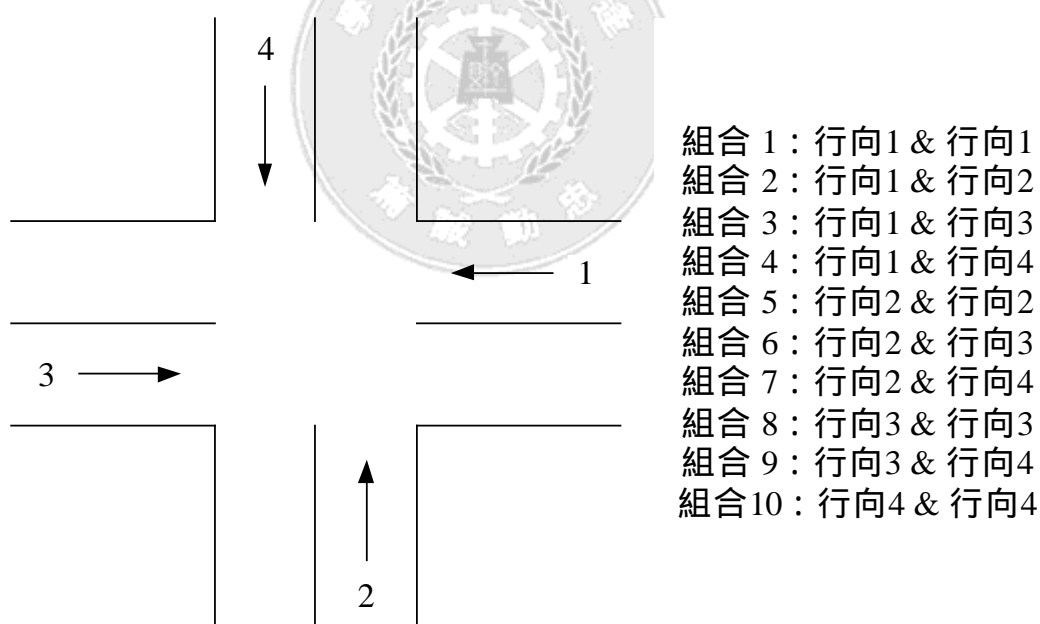 4
1
3
2
組合 1：行向1 & 行向1
組合 2：行向1 & 行向2
組合 3：行向1 & 行向3
組合 4：行向1 & 行向4
組合 5：行向2 & 行向2
組合 6：行向2 & 行向3
組合 7：行向2 & 行向4
組合 8：行向3 & 行向3
組合 9：行向3 & 行向4
組合10：行向4 & 行向4